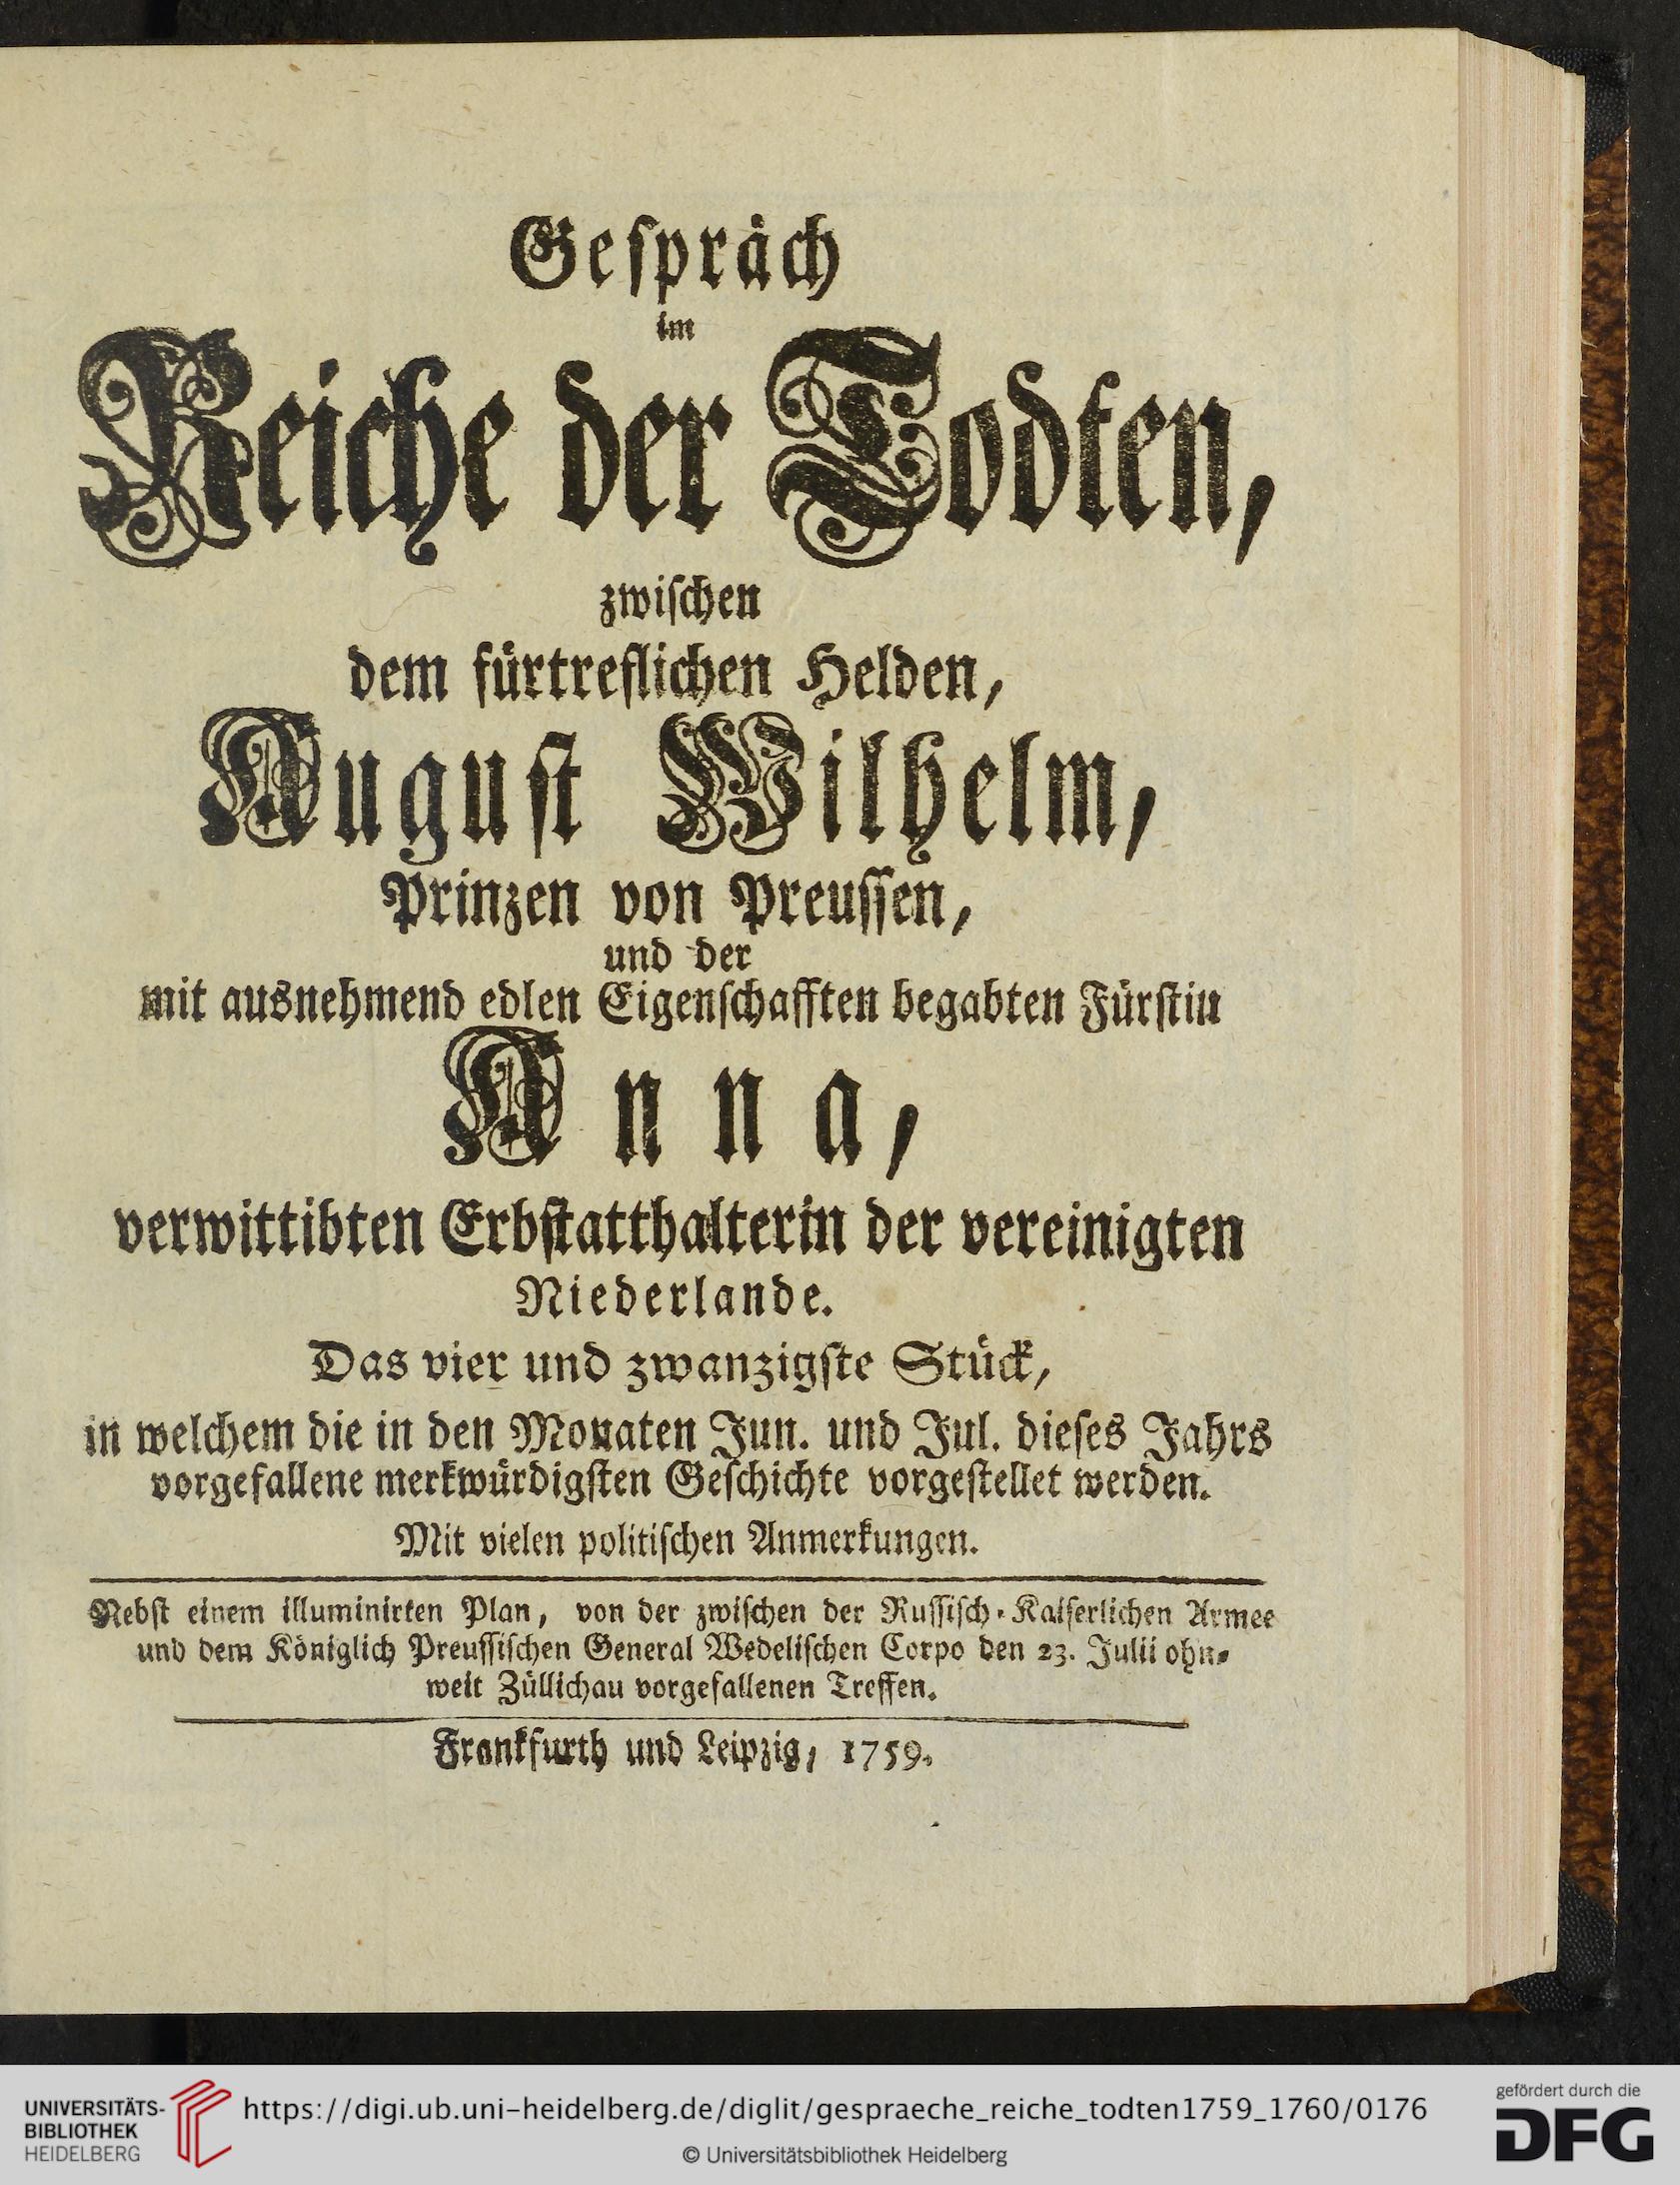 Gespräch
im
Reiche der Todten,
zwischen
dem fürtreflichen Helden,
August Wilhelm,
Prinzen von Preussen,
und der
mit ausnehmend edlen Eigenschafften begabten Fürstin
Anna,
verwittibten Erbstatthalterin der vereinigten
Niederlande.
Das vier und zwanzigste Stück,
in welchem die in den Monaten Jun. und Jul. dieses Jahrs
vorgefallene merkwürdigsten Geschichte vorgestellet werden.
Mit vielen politischen Anmerkungen.
Nebst einem illuminirten Plan, von der zwischen der Russisch-Kaiserlichen Armee
und dem Königlich Preussischen General Wedelischen Corpo den 23. Julii ohn-
weit Züllichau vorgefallenen Treffen.
Frankfurth und Leipzig, 1759.
UNIVERSITÄTS-
BIBLIOTHEK
HEIDELBERG
https://digi.ub.uni-heidelberg.de/diglit/gespraeche_reiche_todten1759_1760/0176
© Universitätsbibliothek Heidelberg
gefördert durch die
DFG